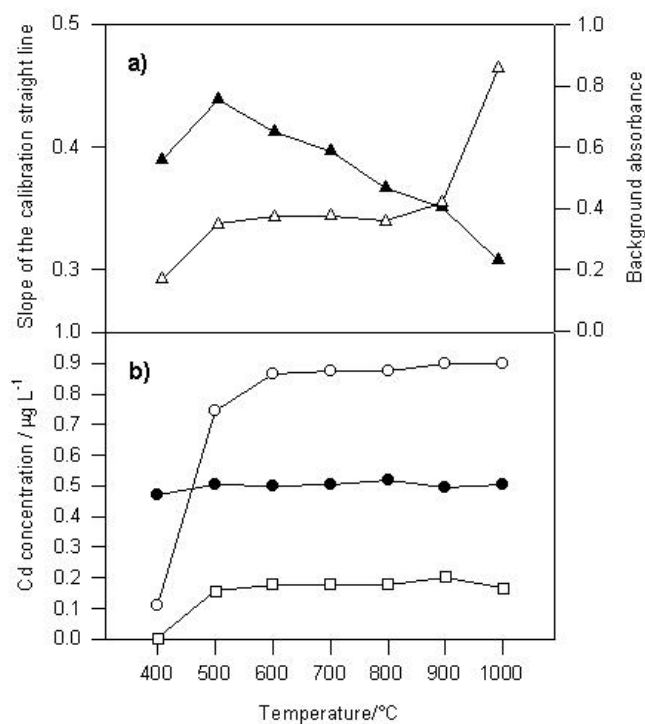 a)
Slope of the calibration straight line
0.5
0.4
0.3
1.0
0.8
0.6
0.4
0.2
0.0
Background absorbance
b)
Cd concentration / µg L⁻¹
1.0
0.9
0.8
0.7
0.6
0.5
0.4
0.3
0.2
0.1
0.0
400 500 600 700 800 900 1000
Temperature/°C